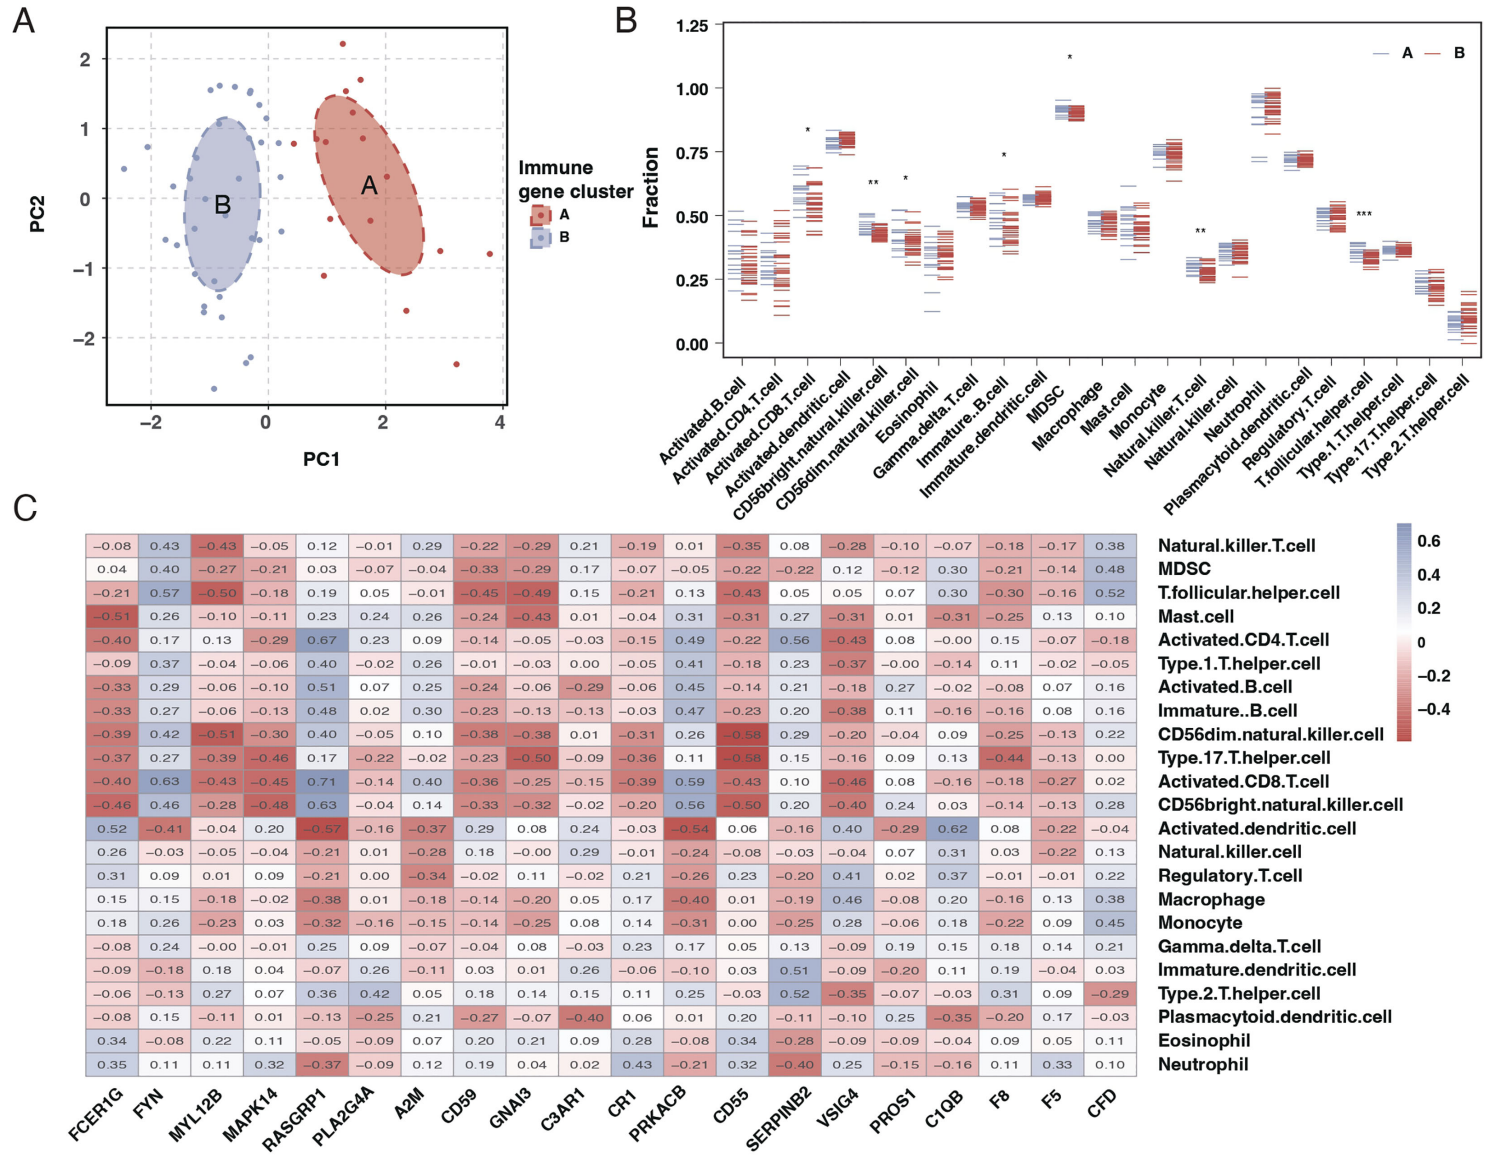 A
2
1
0
−1
−2
PC2
B
A
−2
0
2
4
PC1
Immune
gene cluster
A
B
B
1.25
1.00
0.75
0.50
0.25
0.00
Fraction
A B
*
**
*
*
*
**
***
Activated.B.cell
Activated.CD4.T.cell
Activated.CD8.T.cell
Activated.dendritic.cell
CD56bright.natural.killer.cell
CD56dim.natural.killer.cell
Eosinophil
Gamma.delta.T.cell
Immature..B.cell
Immature.dendritic.cell
MDSC
Macrophage
Mast.cell
Monocyte
Natural.killer.T.cell
Natural.killer.cell
Neutrophil
Plasmacytoid.dendritic.cell
Regulatory.T.cell
T.follicular.helper.cell
Type.1.T.helper.cell
Type.17.T.helper.cell
Type.2.T.helper.cell
C
−0.08 0.43 −0.43 −0.05 0.12 −0.01 0.29 −0.22 −0.29 0.21 −0.19 0.01 −0.35 0.08 −0.28 −0.10 −0.07 −0.18 −0.17 0.38 Natural.killer.T.cell
0.04 0.40 −0.27 −0.21 0.03 −0.07 −0.04 −0.33 −0.29 0.17 −0.07 −0.05 −0.22 −0.22 0.12 −0.12 0.30 −0.21 −0.14 0.48 MDSC
−0.21 0.57 −0.50 −0.18 0.19 0.05 −0.01 −0.45 −0.49 0.15 −0.21 0.13 −0.43 0.05 0.05 0.07 0.30 −0.30 −0.16 0.52 T.follicular.helper.cell
−0.51 0.26 −0.10 −0.11 0.23 0.24 0.26 −0.24 −0.43 0.01 −0.04 0.31 −0.31 0.27 −0.31 0.01 −0.31 −0.25 0.13 0.10 Mast.cell
−0.40 0.17 0.13 −0.29 0.67 0.23 0.09 −0.14 −0.05 −0.03 −0.15 0.49 −0.22 0.56 −0.43 0.08 −0.00 0.15 −0.07 −0.18 Activated.CD4.T.cell
−0.09 0.37 −0.04 −0.06 0.40 −0.02 0.26 −0.01 −0.03 0.00 −0.05 0.41 −0.18 0.23 −0.37 −0.00 −0.14 0.11 −0.02 −0.05 Type.1.T.helper.cell
−0.33 0.29 −0.06 −0.10 0.51 0.07 0.25 −0.24 −0.06 −0.29 −0.06 0.45 −0.14 0.21 −0.18 0.27 −0.02 −0.08 0.07 0.16 Activated.B.cell
−0.33 0.27 −0.06 −0.13 0.48 0.02 0.30 −0.23 −0.13 −0.13 −0.03 0.47 −0.23 0.20 −0.38 0.11 −0.16 −0.16 0.08 0.16 Immature..B.cell
−0.39 0.42 −0.51 −0.30 0.40 −0.05 0.10 −0.38 −0.38 0.01 −0.31 0.26 −0.58 0.29 −0.20 −0.04 0.09 −0.25 −0.13 0.22 CD56dim.natural.killer.cell
−0.37 0.27 −0.39 −0.46 0.17 −0.22 −0.02 −0.23 −0.50 −0.09 −0.36 0.11 −0.58 0.15 −0.16 0.09 0.13 −0.44 −0.13 0.00 Type.17.T.helper.cell
−0.40 0.63 −0.43 −0.45 0.71 −0.14 0.40 −0.36 −0.25 −0.15 −0.39 0.59 −0.43 0.10 −0.46 0.08 −0.16 −0.18 −0.27 0.02 Activated.CD8.T.cell
−0.46 0.46 −0.28 −0.48 0.63 −0.04 0.14 −0.33 −0.32 −0.02 −0.20 0.56 −0.50 0.20 −0.40 0.24 0.03 −0.14 −0.13 0.28 CD56bright.natural.killer.cell
0.52 −0.41 −0.04 0.20 −0.57 −0.16 −0.37 0.29 0.08 0.24 −0.03 −0.54 0.06 −0.16 0.40 −0.29 0.62 0.08 −0.22 −0.04 Activated.dendritic.cell
0.26 −0.03 −0.05 −0.04 −0.21 0.01 −0.28 0.18 −0.00 0.29 −0.01 −0.24 −0.08 −0.03 −0.04 0.07 0.31 0.03 −0.22 0.13 Natural.killer.cell
0.31 0.09 0.01 0.09 −0.21 0.00 −0.34 −0.02 0.11 −0.02 0.21 −0.26 0.23 −0.20 0.41 0.02 0.37 −0.01 −0.01 0.22 Regulatory.T.cell
0.15 0.15 −0.18 −0.02 −0.38 0.01 −0.18 −0.14 −0.20 0.05 0.17 −0.40 0.01 −0.19 0.46 −0.08 0.20 −0.16 0.13 0.38 Macrophage
0.18 0.26 −0.23 0.03 −0.32 −0.16 −0.15 −0.14 −0.25 0.08 0.14 −0.31 0.00 −0.25 0.28 −0.06 0.18 −0.22 0.09 0.45 Monocyte
−0.08 0.24 −0.00 −0.01 0.25 0.09 −0.07 −0.04 0.08 −0.03 0.23 0.17 0.05 0.13 −0.09 0.19 0.15 0.18 0.14 0.21 Gamma.delta.T.cell
−0.09 −0.18 0.18 0.04 −0.07 0.26 −0.11 0.03 0.01 0.26 −0.06 −0.10 0.03 0.51 −0.09 −0.20 0.11 0.19 −0.04 0.03 Immature.dendritic.cell
−0.06 −0.13 0.27 0.07 0.36 0.42 0.05 0.18 0.14 0.15 0.11 0.25 −0.03 0.52 −0.35 −0.07 −0.03 0.31 0.09 −0.29 Type.2.T.helper.cell
−0.08 0.15 −0.11 0.01 −0.13 −0.25 0.21 −0.27 −0.07 −0.40 0.06 0.01 0.20 −0.11 −0.10 0.25 −0.35 −0.20 0.17 −0.03 Plasmacytoid.dendritic.cell
0.34 −0.08 0.22 0.11 −0.05 −0.09 0.07 0.20 0.21 0.09 0.28 −0.08 0.34 −0.28 −0.09 −0.09 −0.04 0.09 0.05 0.11 Eosinophil
0.35 0.11 0.11 0.32 −0.37 −0.09 0.12 0.19 0.04 0.02 0.43 −0.21 0.32 −0.40 0.25 −0.15 −0.16 0.11 0.33 0.10 Neutrophil
0.6
0.4
0.2
0
−0.2
−0.4
FCER1G
FYN
MYL12B
MAPK14
RASGRP1
PLA2G4A
A2M
CD59
GNAI3
C3AR1
CR1
PRKACB
CD55
SERPINB2
VSIG4
PROS1
C1QB
F8
F5
CFD